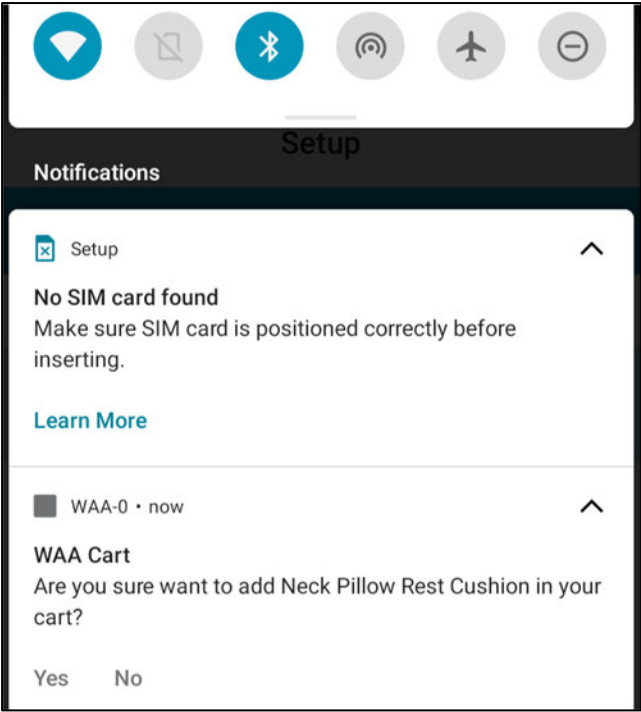 Setup
Notifications
Setup
No SIM card found
Make sure SIM card is positioned correctly before
inserting.
Learn More
WAA-0 • now
WAA Cart
Are you sure want to add Neck Pillow Rest Cushion in your
cart?
Yes No